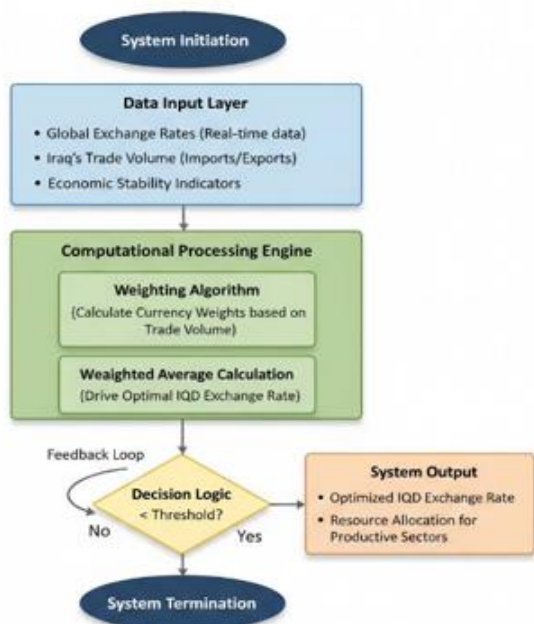 System Initiation
Data Input Layer
• Global Exchange Rates (Real-time data)
• Iraq's Trade Volume (Imports/Exports)
• Economic Stability Indicators
Computational Processing Engine
Weighting Algorithm
(Calculate Currency Weights based on
Trade Volume)
Weaighted Average Calculation
(Drive Optimal IQD Exchange Rate)
Feedback Loop
Decision Logic
< Threshold?
No
Yes
System Output
• Optimized IQD Exchange Rate
• Resource Allocation for
Productive Sectors
System Termination